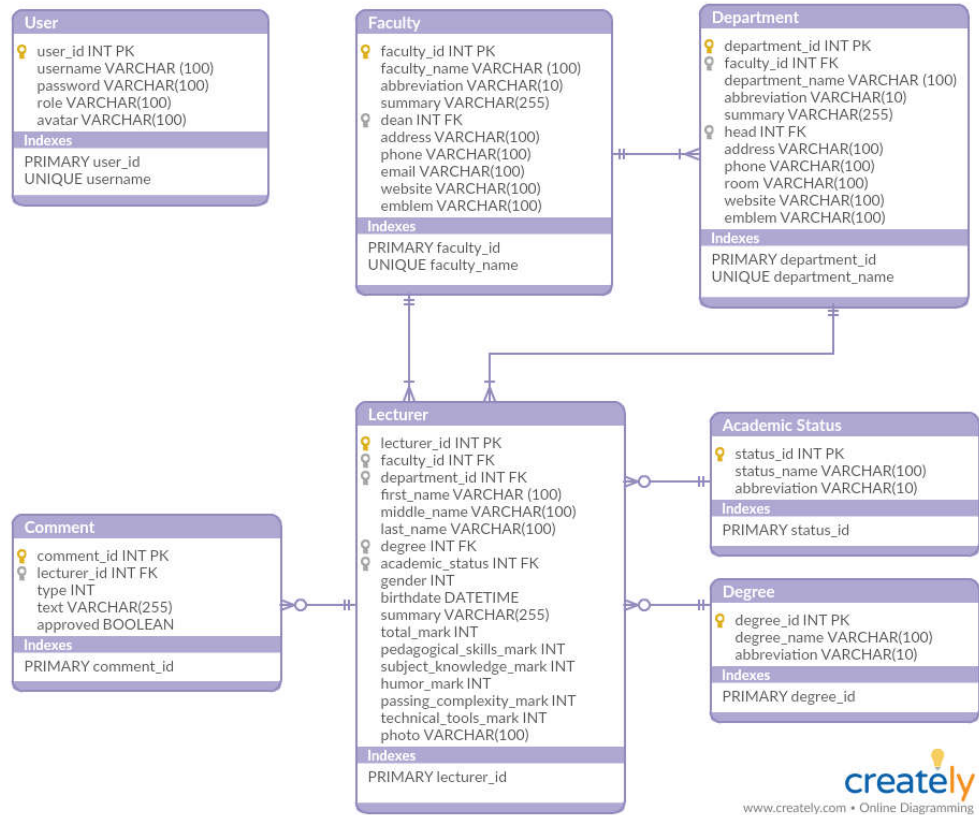 User
user_id INT PK
username VARCHAR (100)
password VARCHAR(100)
role VARCHAR(100)
avatar VARCHAR(100)
Indexes
PRIMARY user_id
UNIQUE username
Faculty
faculty_id INT PK
faculty_name VARCHAR (100)
abbreviation VARCHAR(10)
summary VARCHAR(255)
dean INT FK
address VARCHAR(100)
phone VARCHAR(100)
email VARCHAR(100)
website VARCHAR(100)
emblem VARCHAR(100)
Indexes
PRIMARY faculty_id
UNIQUE faculty_name
Department
department_id INT PK
faculty_id INT FK
department_name VARCHAR (100)
abbreviation VARCHAR(10)
summary VARCHAR(255)
head INT FK
address VARCHAR(100)
phone VARCHAR(100)
room VARCHAR(100)
website VARCHAR(100)
emblem VARCHAR(100)
Indexes
PRIMARY department_id
UNIQUE department_name
Comment
comment_id INT PK
lecturer_id INT FK
type INT
text VARCHAR(255)
approved BOOLEAN
Indexes
PRIMARY comment_id
Lecturer
lecturer_id INT PK
faculty_id INT FK
department_id INT FK
first_name VARCHAR (100)
middle_name VARCHAR(100)
last_name VARCHAR(100)
degree INT FK
academic_status INT FK
gender INT
birthdate DATETIME
summary VARCHAR(255)
total_mark INT
pedagogical_skills_mark INT
subject_knowledge_mark INT
humor_mark INT
passing_complexity_mark INT
technical_tools_mark INT
photo VARCHAR(100)
Indexes
PRIMARY lecturer_id
Academic Status
status_id INT PK
status_name VARCHAR(100)
abbreviation VARCHAR(10)
Indexes
PRIMARY status_id
Degree
degree_id INT PK
degree_name VARCHAR(100)
abbreviation VARCHAR(10)
Indexes
PRIMARY degree_id
creately
www.creately.com • Online Diagramming